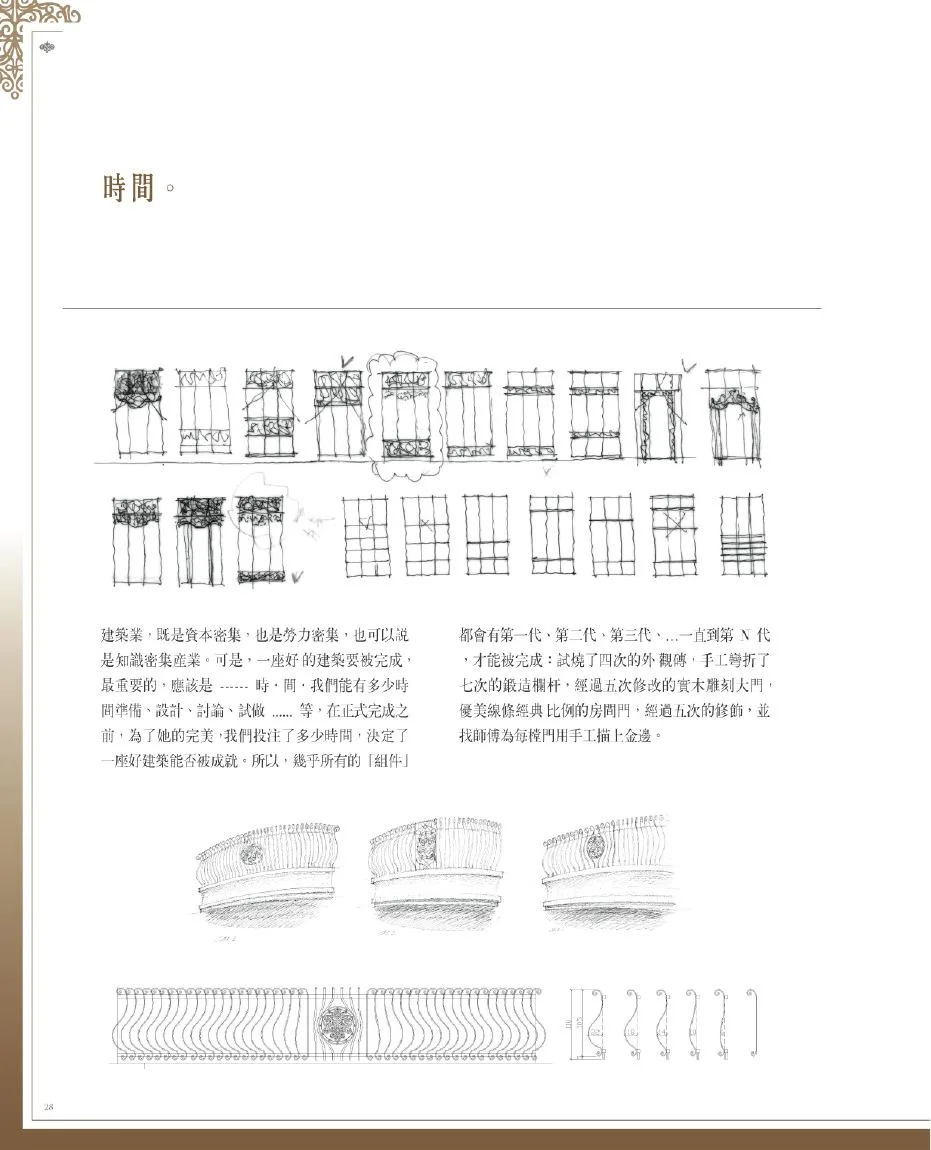 時間。
建築業，既是資本密集，也是勞力密集，也可以說
是知識密集産業。可是，一座好的建築要被完成，
最重要的，應該是 ------ 時・間・我們能有多少時
間準備、設計、討論、試做 ...... 等，在正式完成之
前，為了她的完美，我們投注了多少時間，決定了
一座好建築能否被成就。所以，幾乎所有的「組件」
都會有第一代、第二代、第三代、...一直到第 N 代
，才能被完成：試燒了四次的外觀磚，手工彎折了
七次的鍛造欄杆，經過五次修改的實木雕刻大門，
優美線條經典比例的房間門，經過五次的修飾，並
找師傅為每樘門用手工描上金邊。
28